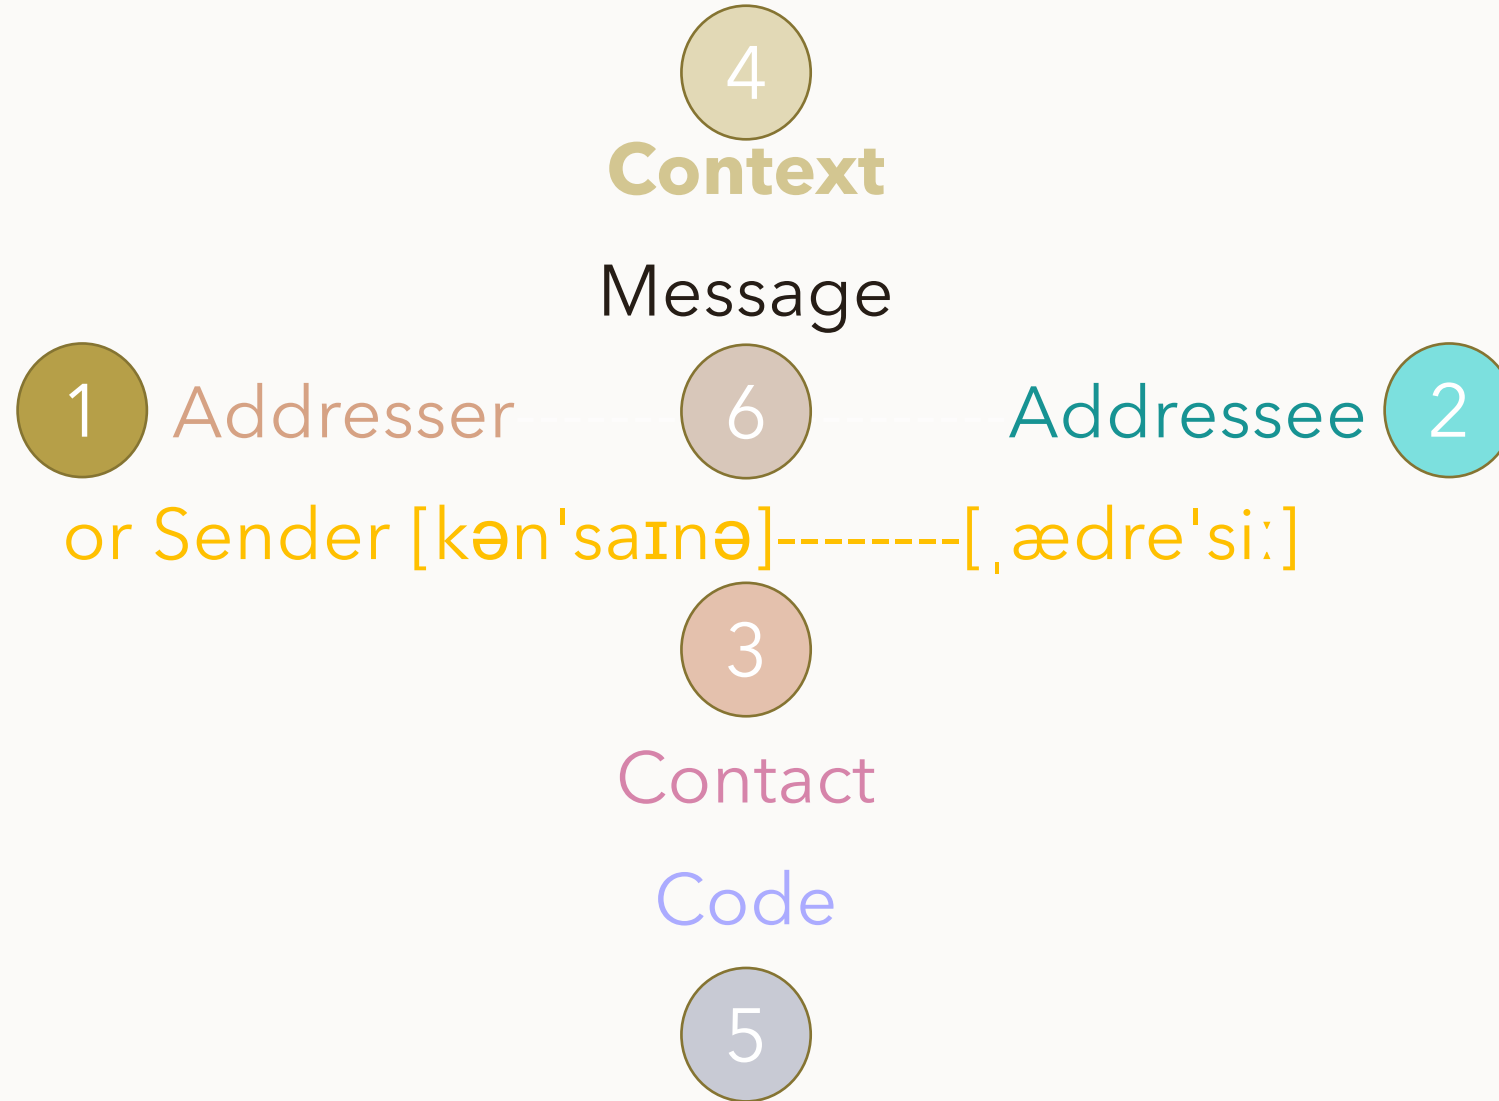 4
Context
Message
1 Addresser 6 Addressee 2
or Sender [kən'saɪnə]--------[ˌædre'siː]
3
Contact
Code
5